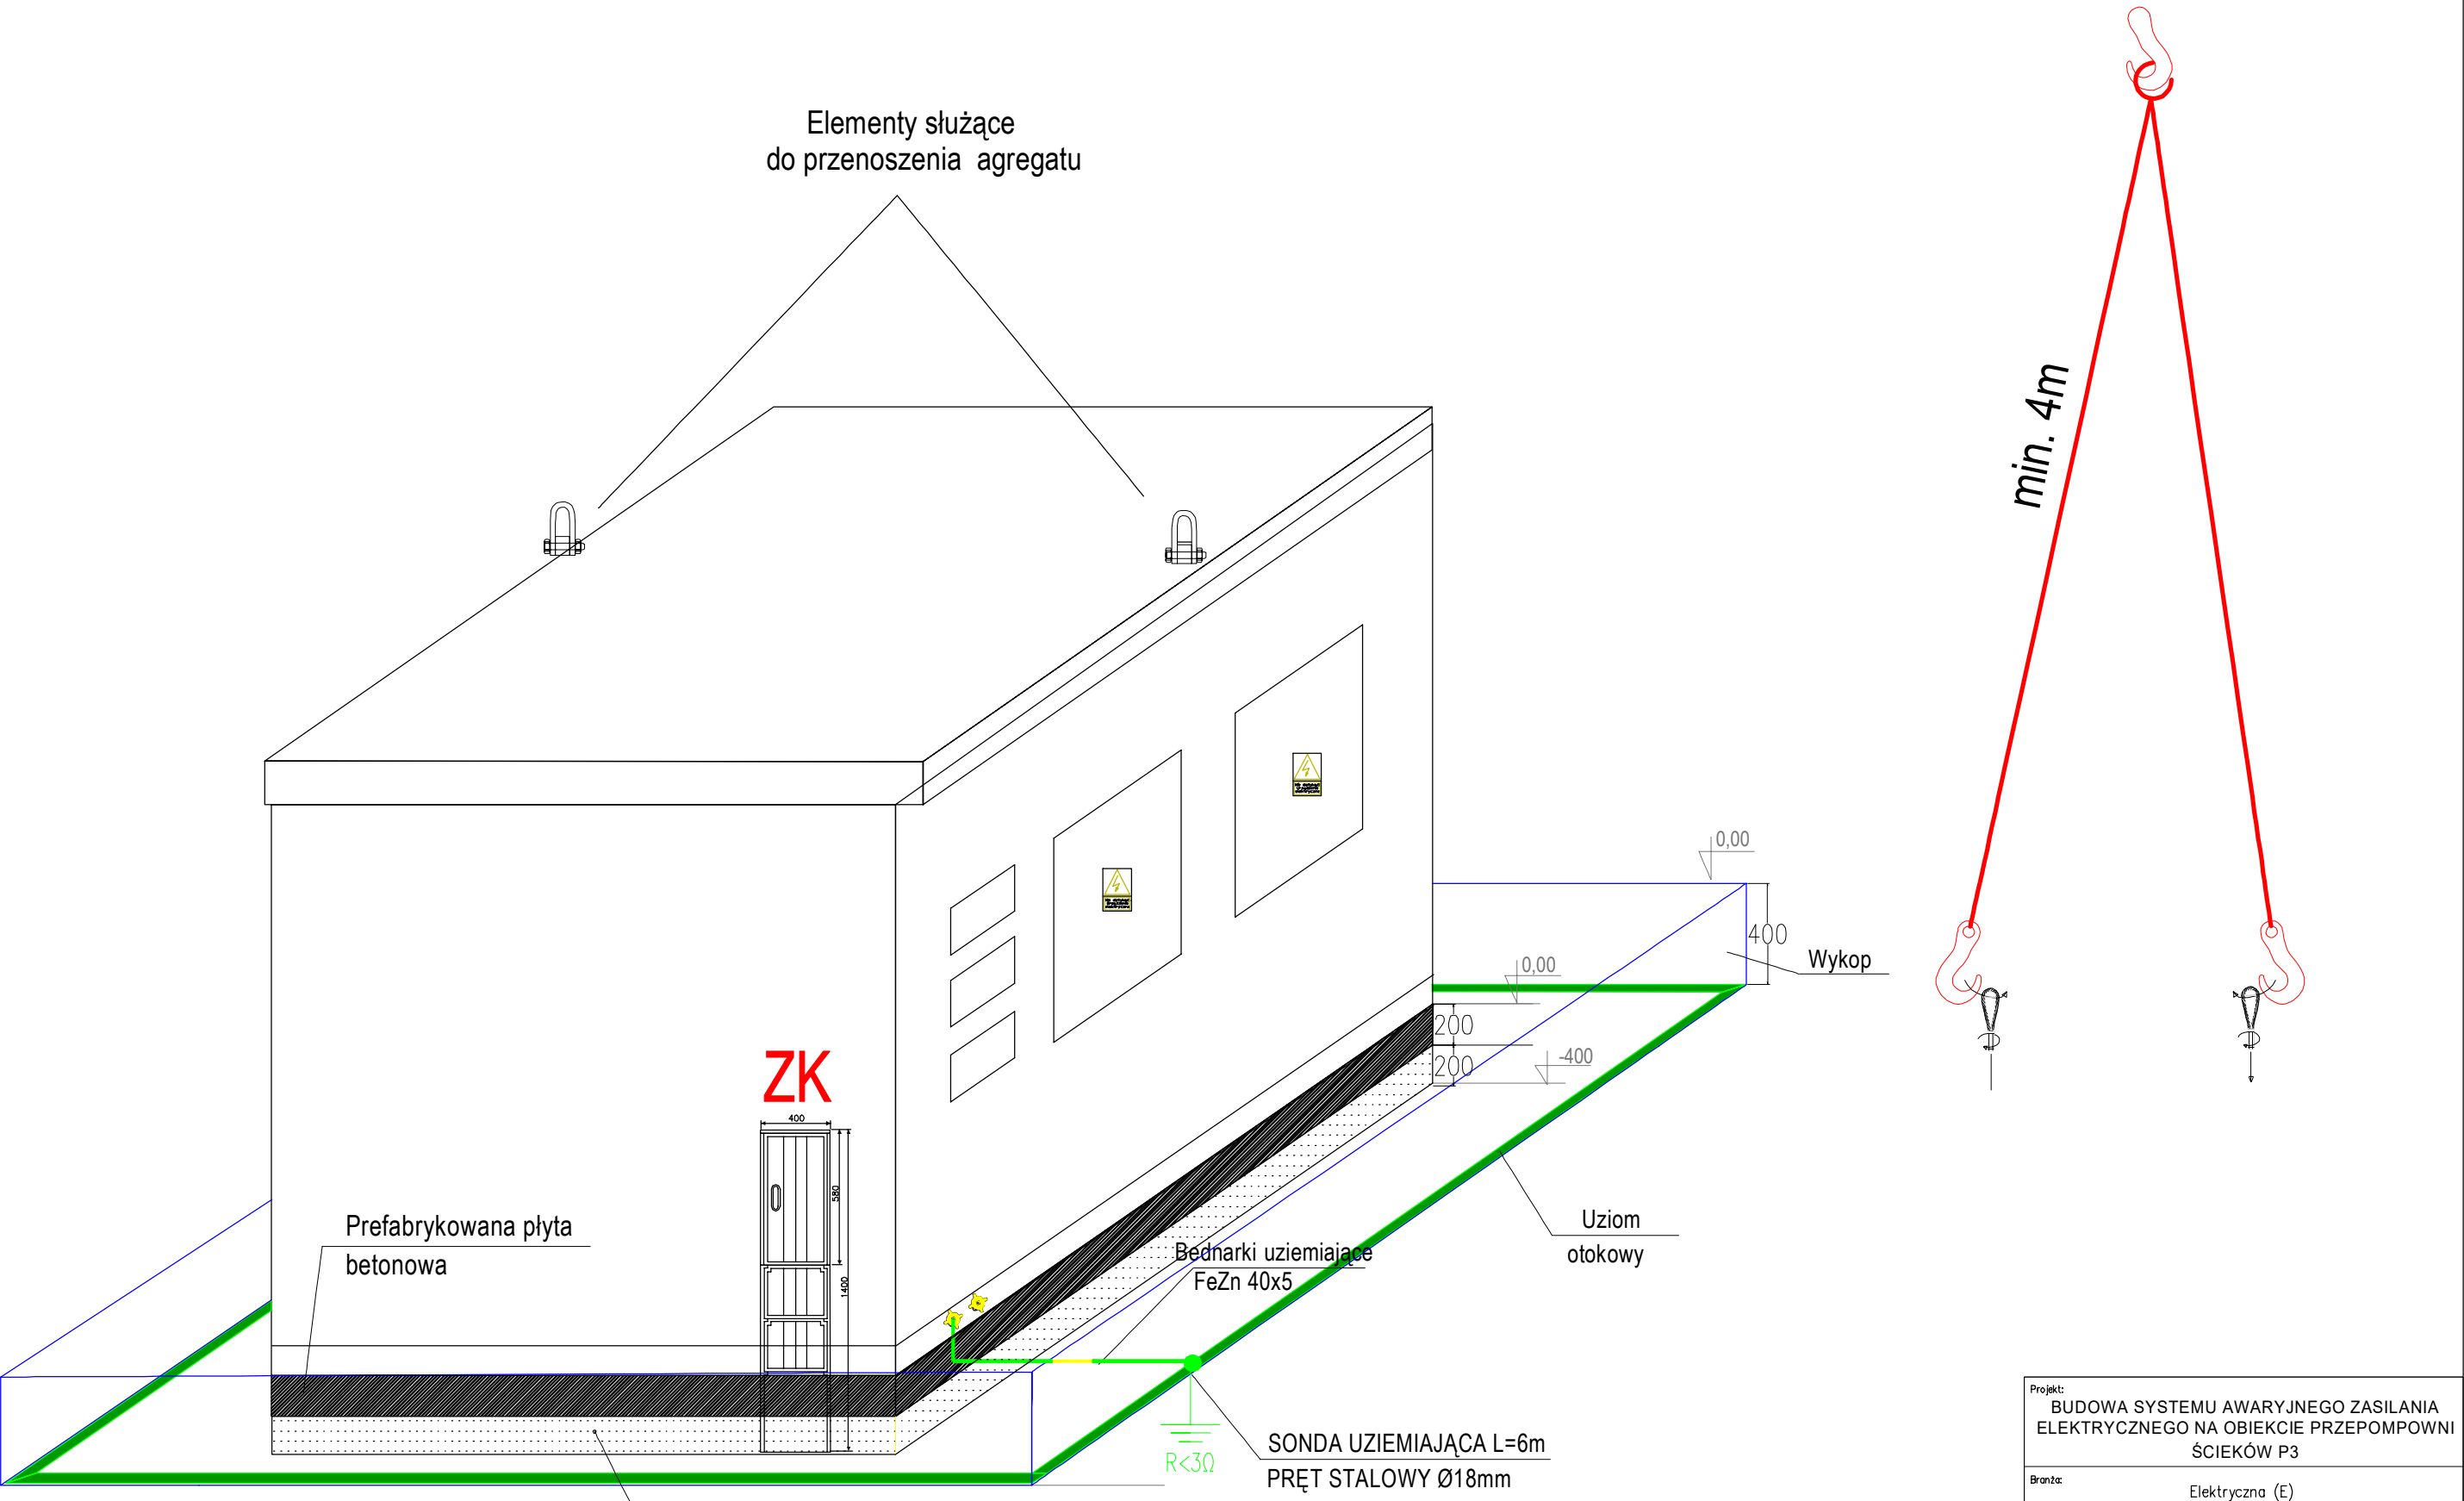 Elementy służące
do przenoszenia agregatu
min. 4m
0,00
400
Wykop
0,00
200
200
-400
ZK
400
580
1400
Prefabrykowana płyta
betonowa
Bednarki uziemiające
FeZn 40x5
Uziom
otokowy
R<3Ω
SONDA UZIEMIAJĄCA L=6m
PRĘT STALOWY Ø18mm
Projekt:
BUDOWA SYSTEMU AWARYJNEGO ZASILANIA
ELEKTRYCZNEGO NA OBIEKCIE PRZEPOMPOWNI
ŚCIEKÓW P3
Branża:
Elektryczna (E)